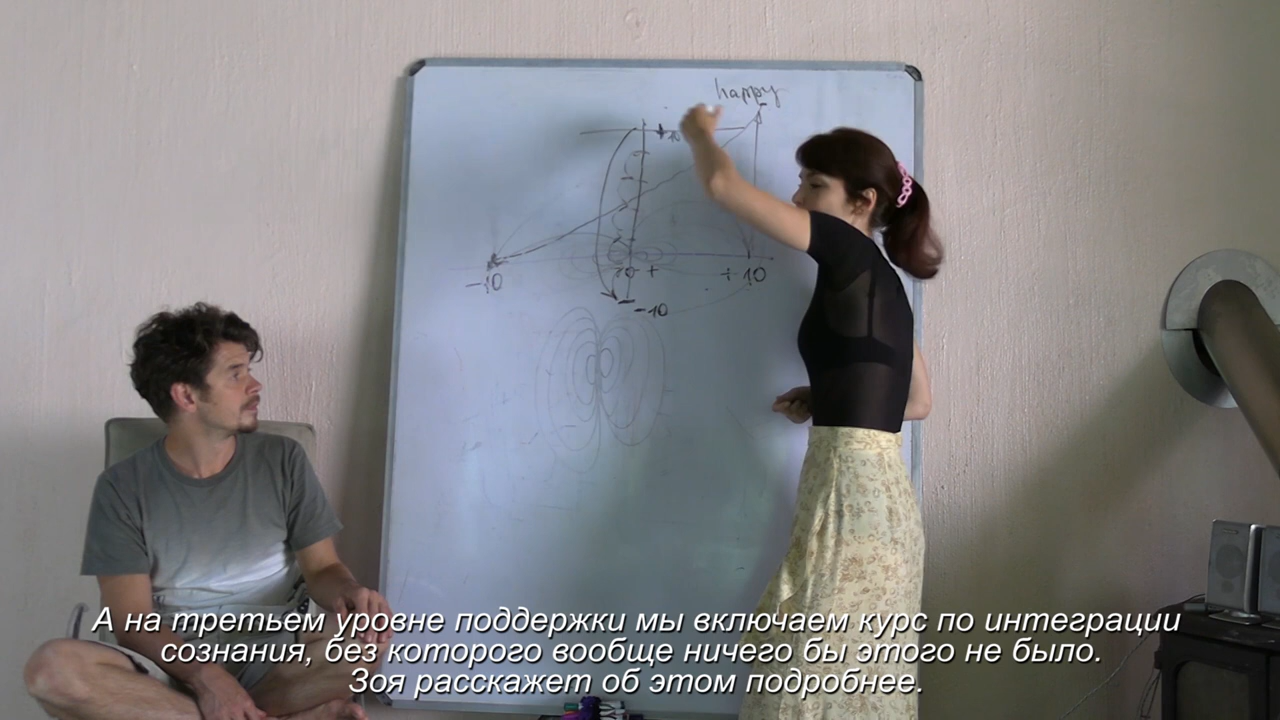 happy
10
-10
+
+10
-10
А на третьем уровне поддержки мы включаем курс по интеграции
сознания, без которого вообще ничего бы этого не было.
Зоя расскажет об этом подробнее.